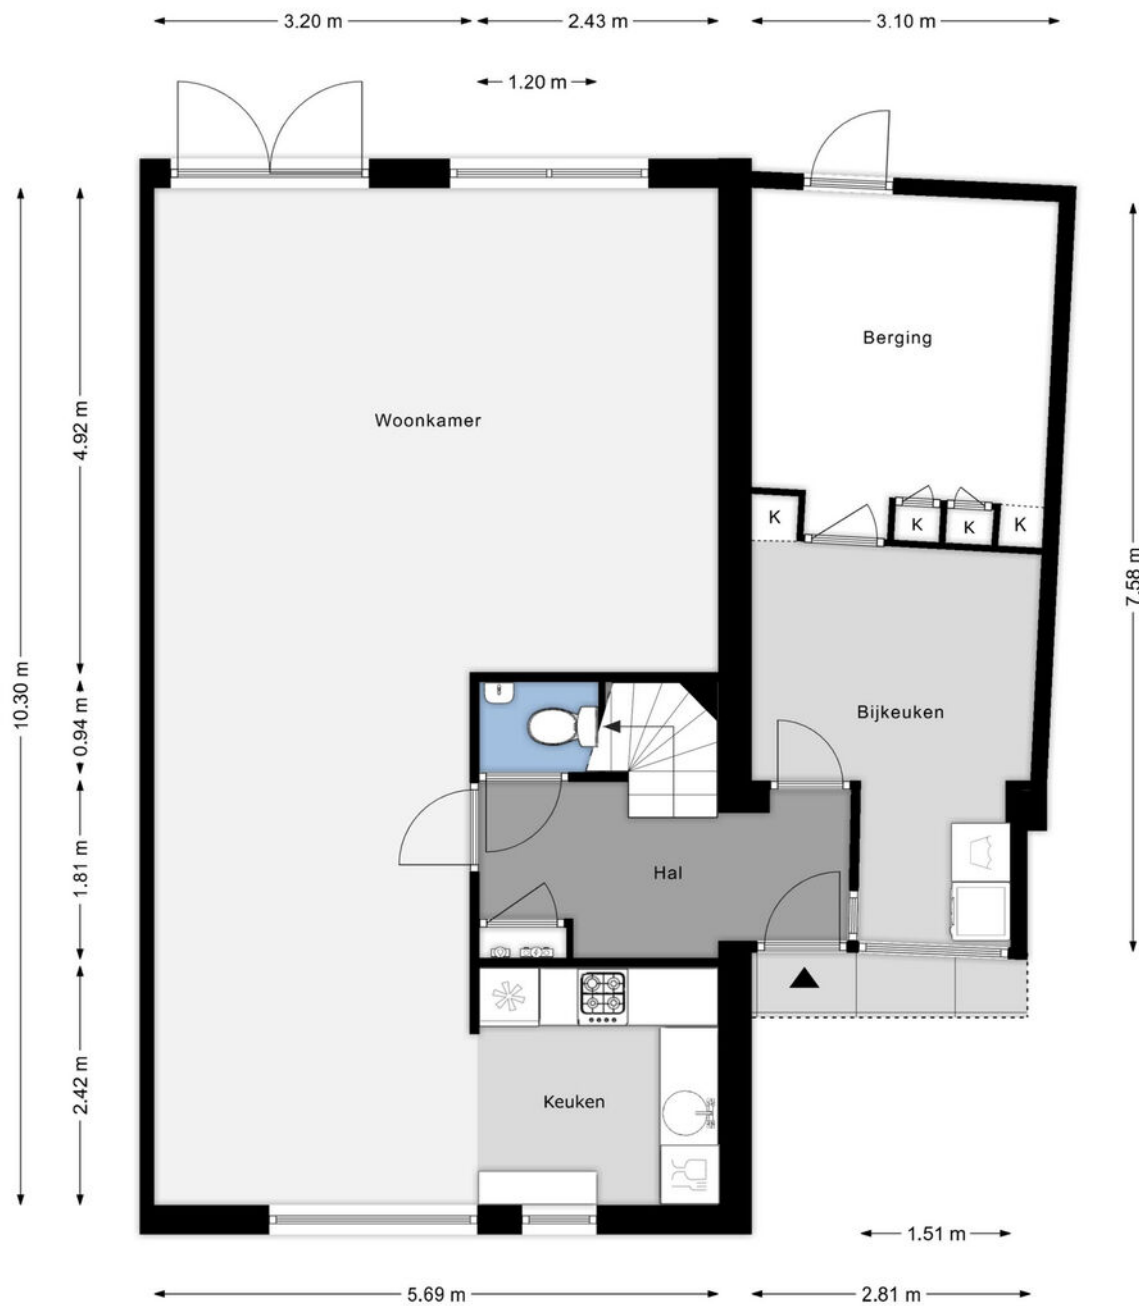 3.20 m
2.43 m
3.10 m
1.20 m
Berging
Woonkamer
4.92 m
K
K
K
K
7.58 m
10.30 m
0.94 m
Bijkeuken
1.81 m
Hal
2.42 m
Keuken
1.51 m
5.69 m
2.81 m